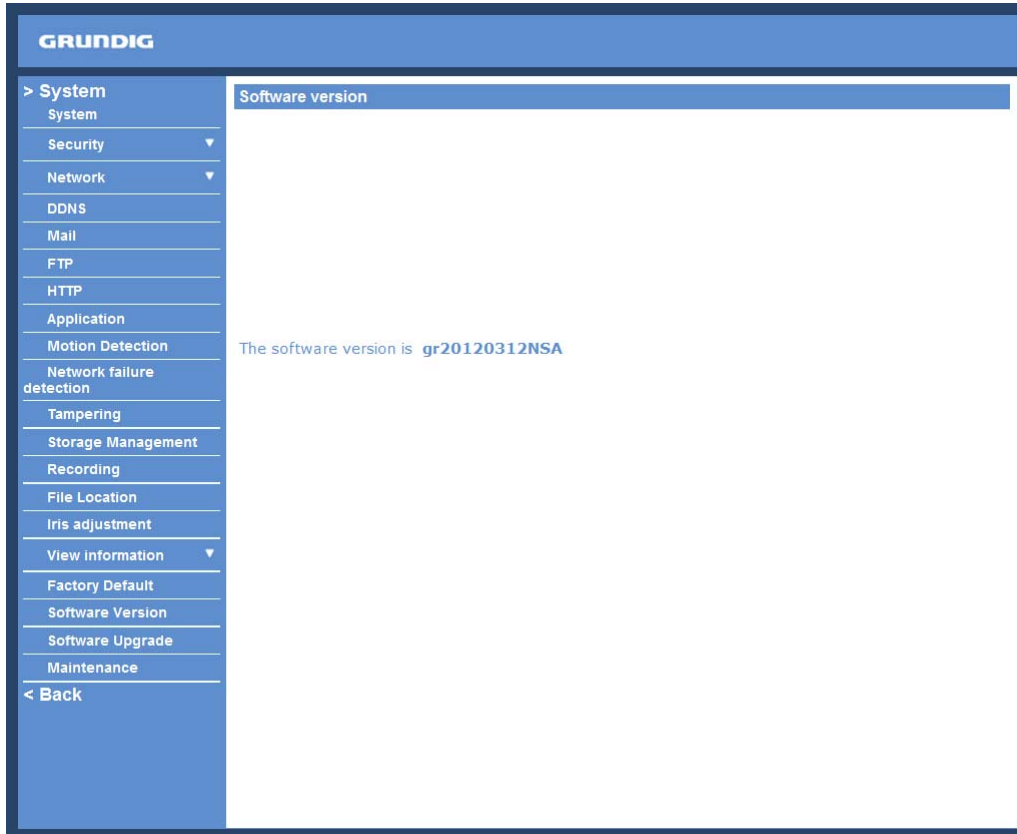 GRUNDIG
> System
System
Security
Network
DDNS
Mail
FTP
HTTP
Application
Motion Detection
Network failure
detection
Tampering
Storage Management
Recording
File Location
Iris adjustment
View information
Factory Default
Software Version
Software Upgrade
Maintenance
< Back
Software version
The software version is gr20120312NSA